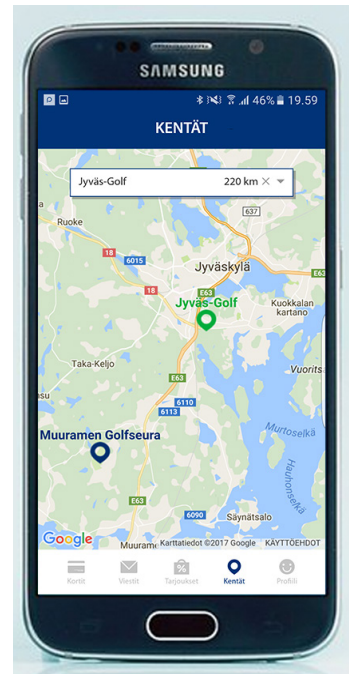 SAMSUNG
46% 19.59
KENTÄT
Jyväs-Golf 220 km
637
Ruoke
18
6015
Jyväskylä
E63
18
E63
Jyväs-Golf
Kuokkalan
kartano
Taka-Keljo
E63
6110
6113
Muuramen Golfseura
Murtoselkä
Hauhonselkä
E63
6090
Säynätsalo
Google
Muurame Karttatiedot ©2017 Google KÄYTTÖEHDOT
Kortit Viestit Tarjoukset Kentät Profiili